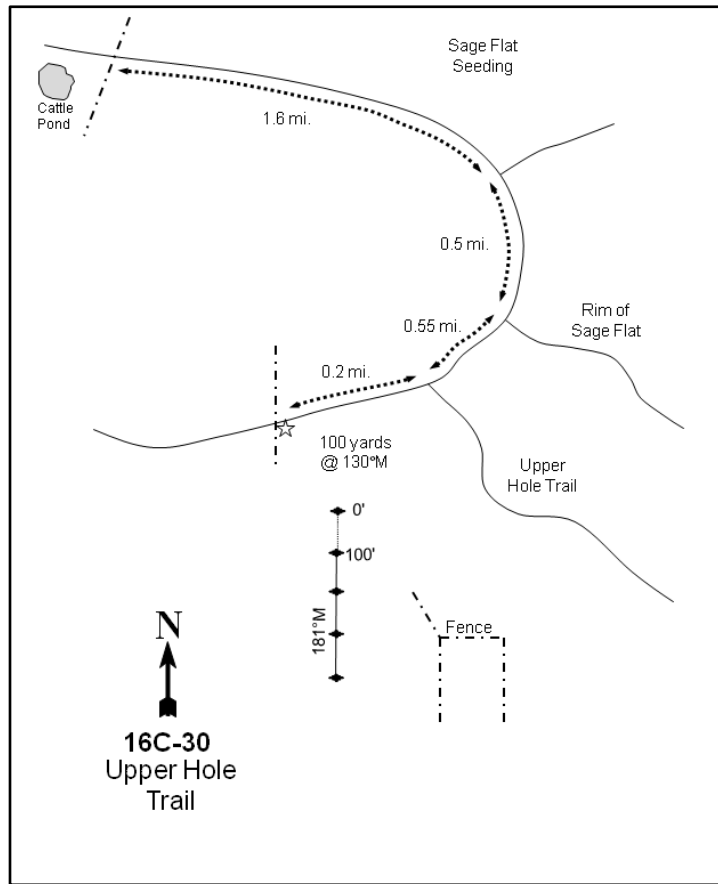 Sage Flat
Seeding
Cattle
Pond
1.6 mi.
0.5 mi.
Rim of
Sage Flat
0.55 mi.
0.2 mi.
100 yards
@ 130°M
Upper
Hole Trail
0'
100'
181°M
Fence
N
16C-30
Upper Hole
Trail